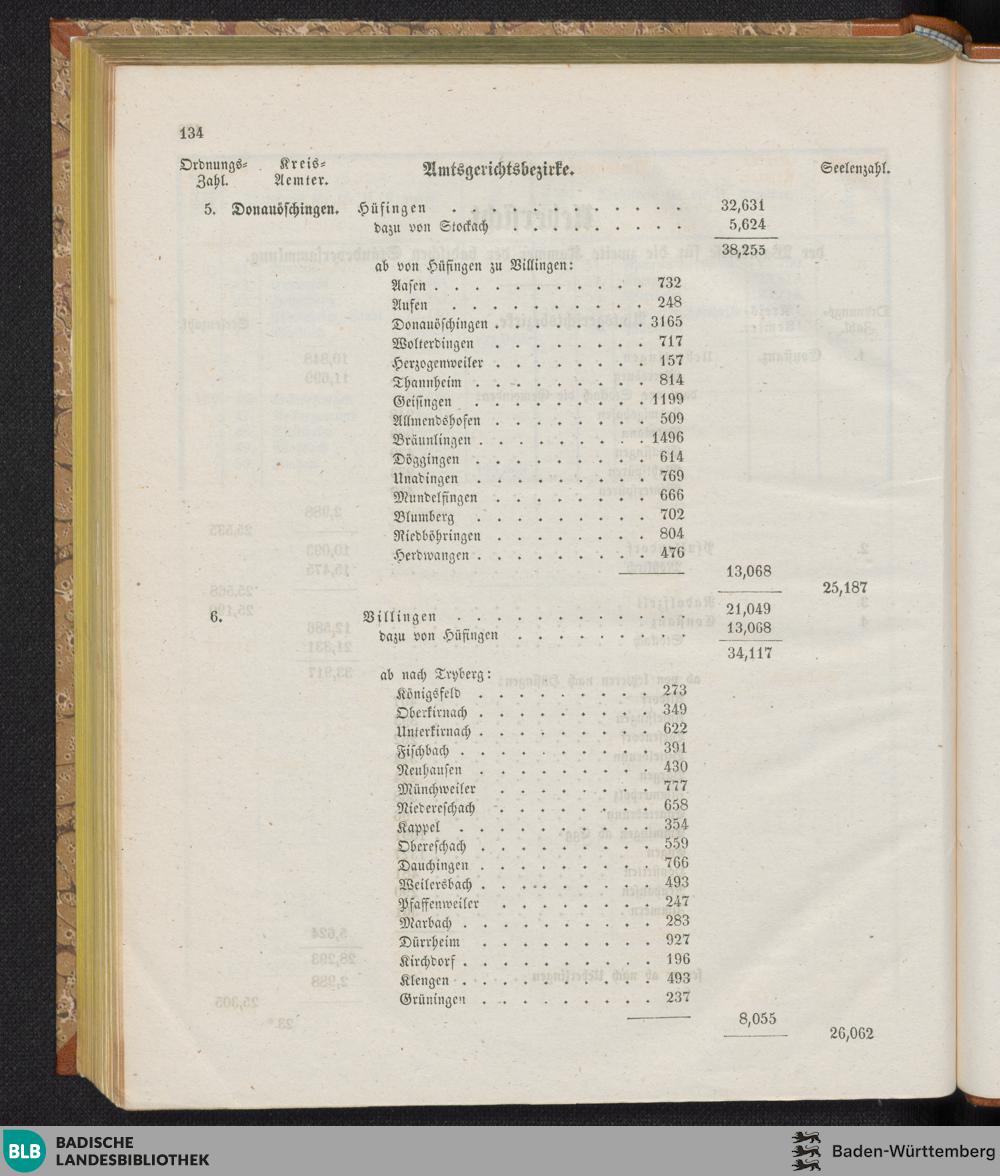 134
Ordnungs-Zahl. Kreis-Aemter. Amtsgerichtsbezirke. Seelenzahl.
5. Donauöschingen. Hüfingen . . . . . . . . . . . . 32,631
dazu von Stockach . . . . . . . . . 5,624
38,255
ab von Hüfingen zu Villingen:
Aasen . . . . . . . . . . . 732
Aufen . . . . . . . . . . 248
Donauöschingen . . . . . . . . 3165
Wolterdingen . . . . . . . . 717
Herzogenweiler . . . . . . . . 157
Thannheim . . . . . . . . . 814
Geisingen . . . . . . . . . 1199
Allmendshofen . . . . . . . . 509
Bräunlingen . . . . . . . . . 1496
Döggingen . . . . . . . . . 614
Unadingen . . . . . . . . . 769
Mundelfingen . . . . . . . . 666
Blumberg . . . . . . . . . 702
Riedböhringen . . . . . . . . 804
Herdwangen . . . . . . . . . 476
13,068
25,187
21,049
6. Villingen . . . . . . . . . . . .
dazu von Hüfingen . . . . . . . . . 13,068
34,117
ab nach Tryberg:
Königsfeld . . . . . . . . . 273
Oberkirnach . . . . . . . . . 349
Unterkirnach . . . . . . . . . 622
Fischbach . . . . . . . . . . 391
Neuhausen . . . . . . . . . 430
Münchweiler . . . . . . . . 777
Niedereschach . . . . . . . . 658
Kappel . . . . . . . . . . 354
Obereschach . . . . . . . . . 559
Dauchingen . . . . . . . . . 766
Weilersbach . . . . . . . . . 493
Pfaffenweiler . . . . . . . . 247
Marbach . . . . . . . . . . 283
Dürrheim . . . . . . . . . 927
Kirchdorf . . . . . . . . . . 196
Klengen . . . . . . . . . . 493
Grüningen . . . . . . . . . 237
8,055
26,062
BLB BADISCHE
LANDESBIBLIOTHEK
Baden-Württemberg